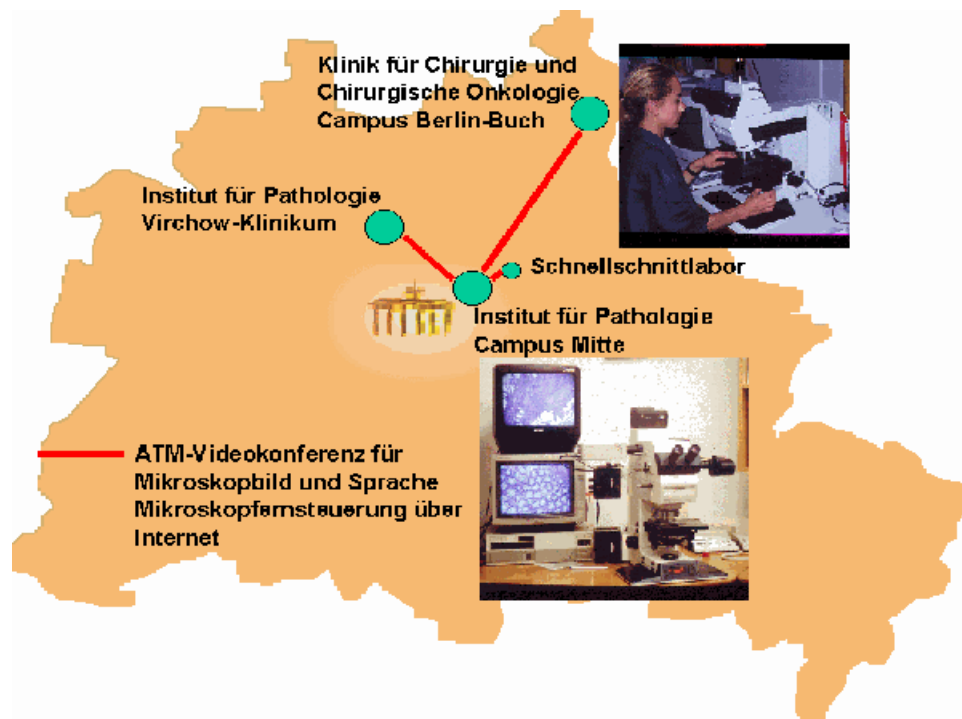 Klinik für Chirurgie und
Chirurgische Onkologie
Campus Berlin-Buch
Institut für Pathologie
Virchow-Klinikum
Schnellschnittlabor
Institut für Pathologie
Campus Mitte
ATM-Videokonferenz für
Mikroskopbild und Sprache
Mikroskopfernsteuerung über
Internet